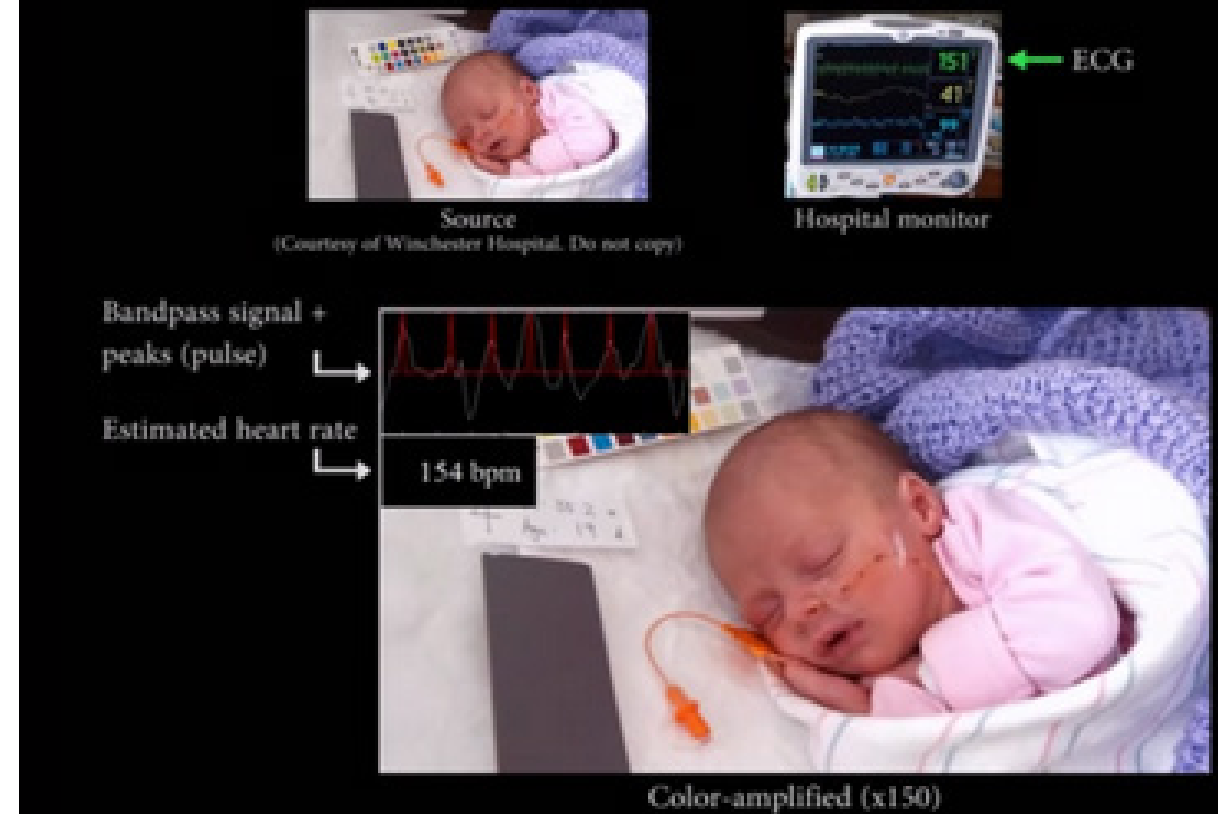 151
ECG
41
Source
Hospital monitor
(Courtesy of Winchester Hospital. Do not copy)
Bandpass signal +
peaks (pulse)
Estimated heart rate
154 bpm
Color-amplified (x150)